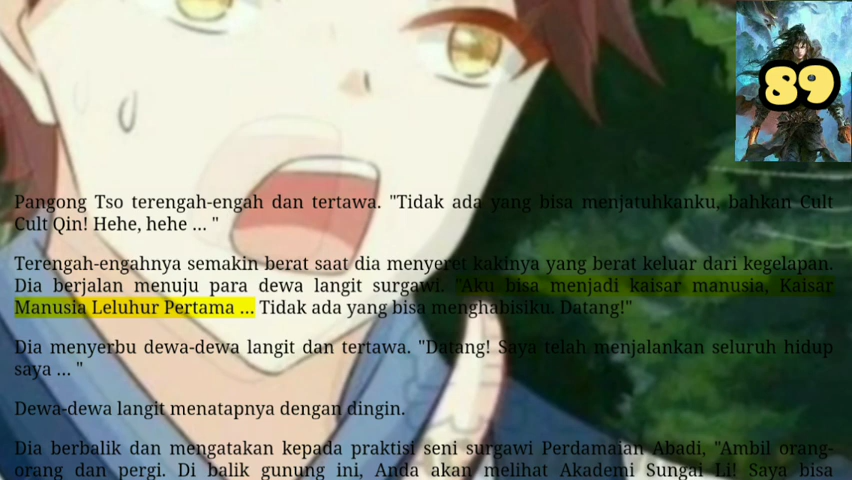 89
Pangong Tso terengah-engah dan tertawa. "Tidak ada yang bisa menjatuhkanku, bahkan Cult
Cult Qin! Hehe, hehe ... "
Terengah-engahnya semakin berat saat dia menyeret kakinya yang berat keluar dari kegelapan.
Dia berjalan menuju para dewa langit surgawi. "Aku bisa menjadi kaisar manusia, Kaisar
Manusia Leluhur Pertama ... Tidak ada yang bisa menghabisiku. Datang!"
Dia menyerbu dewa-dewa langit dan tertawa. "Datang! Saya telah menjalankan seluruh hidup
saya ... "
Dewa-dewa langit menatapnya dengan dingin.
Dia berbalik dan mengatakan kepada praktisi seni surgawi Perdamaian Abadi, "Ambil orang-
orang dan pergi. Di balik gunung ini, Anda akan melihat Akademi Sungai Li! Saya bisa